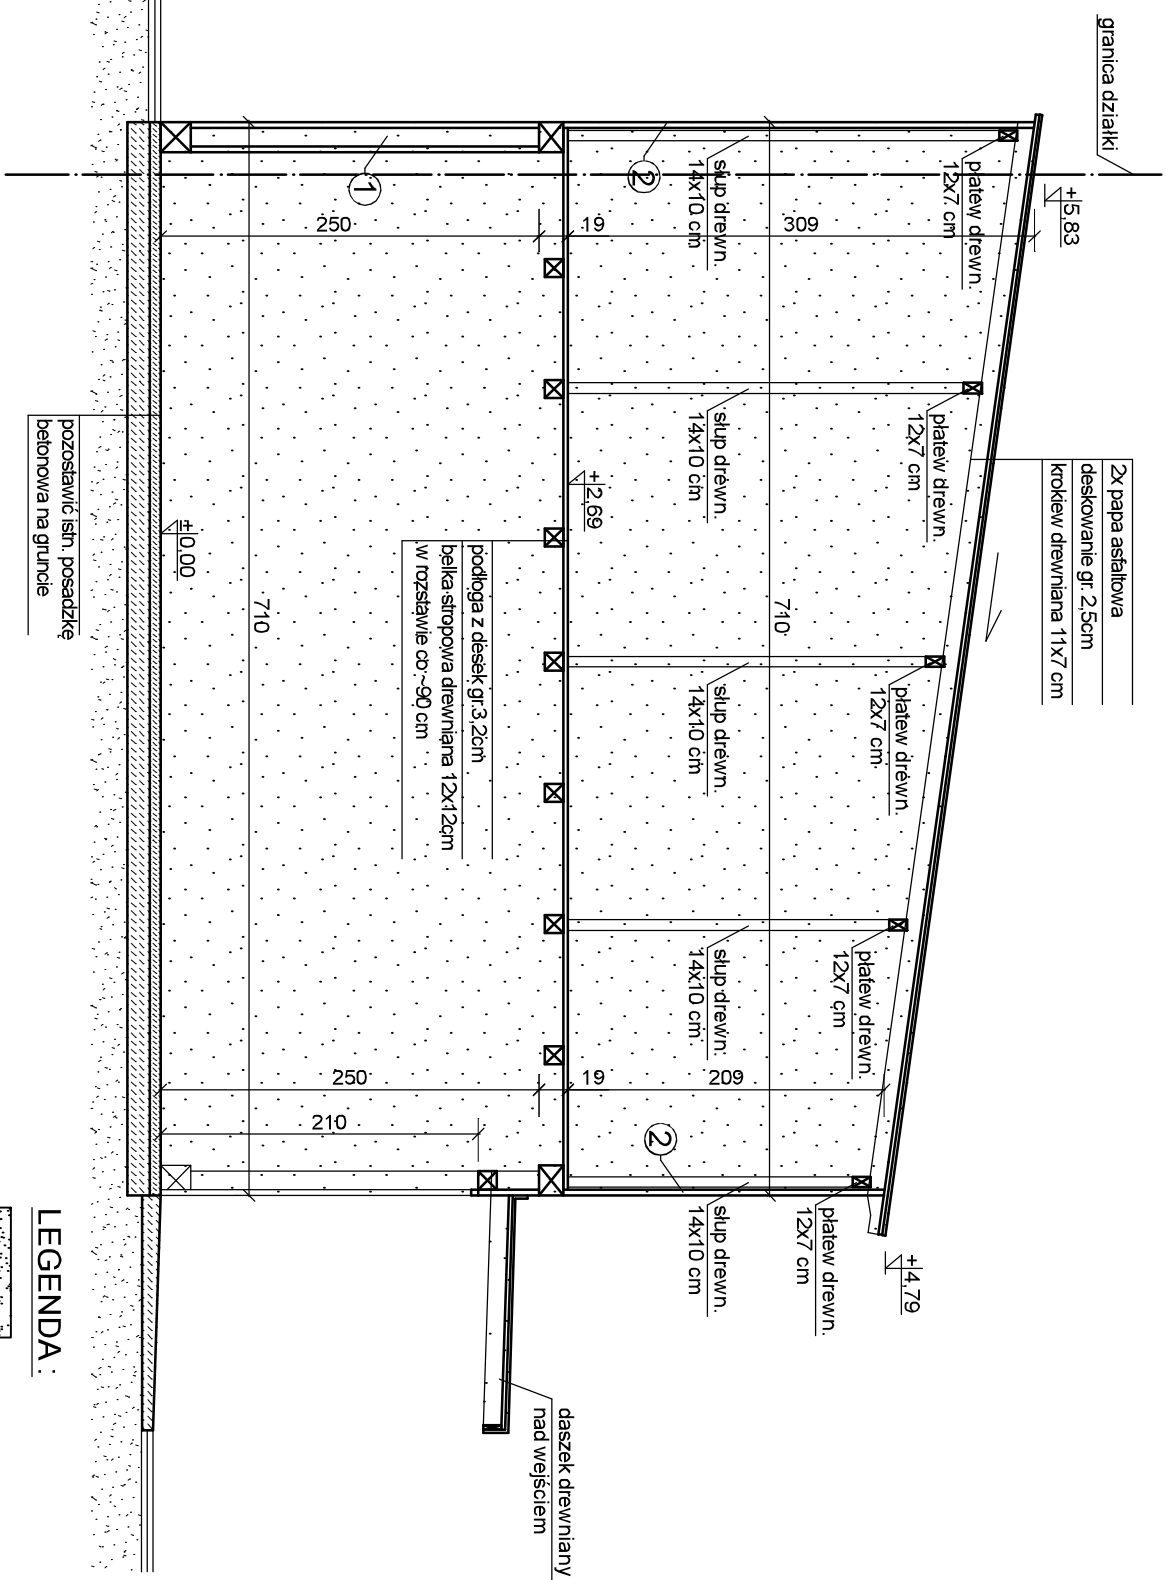 granica działki
+5,83
płatew drewn.
12x7 cm
słup drewn.
14x10 cm
2
1
250
19
309
710
2x papa asfaltowa
deskowanie gr. 2,5cm
krokiew drewniana 11x7 cm
płatew drewn.
12x7 cm
słup drewn.
14x10 cm
+2,69
płatew drewn.
12x7 cm
słup drewn.
14x10 cm
710
podłoga z desek gr.3,2cm
belka stropowa drewniana 12x12cm
w rozstawie co ~90 cm
±0,00
pozostawić istn. posadzkę
betonowa na gruncie
płatew drewn.
12x7 cm
słup drewn.
14x10 cm
250
19
209
210
2
płatew drewn.
12x7 cm
słup drewn.
14x10 cm
+4,79
daszek drewniany
nad wejściem
LEGENDA :